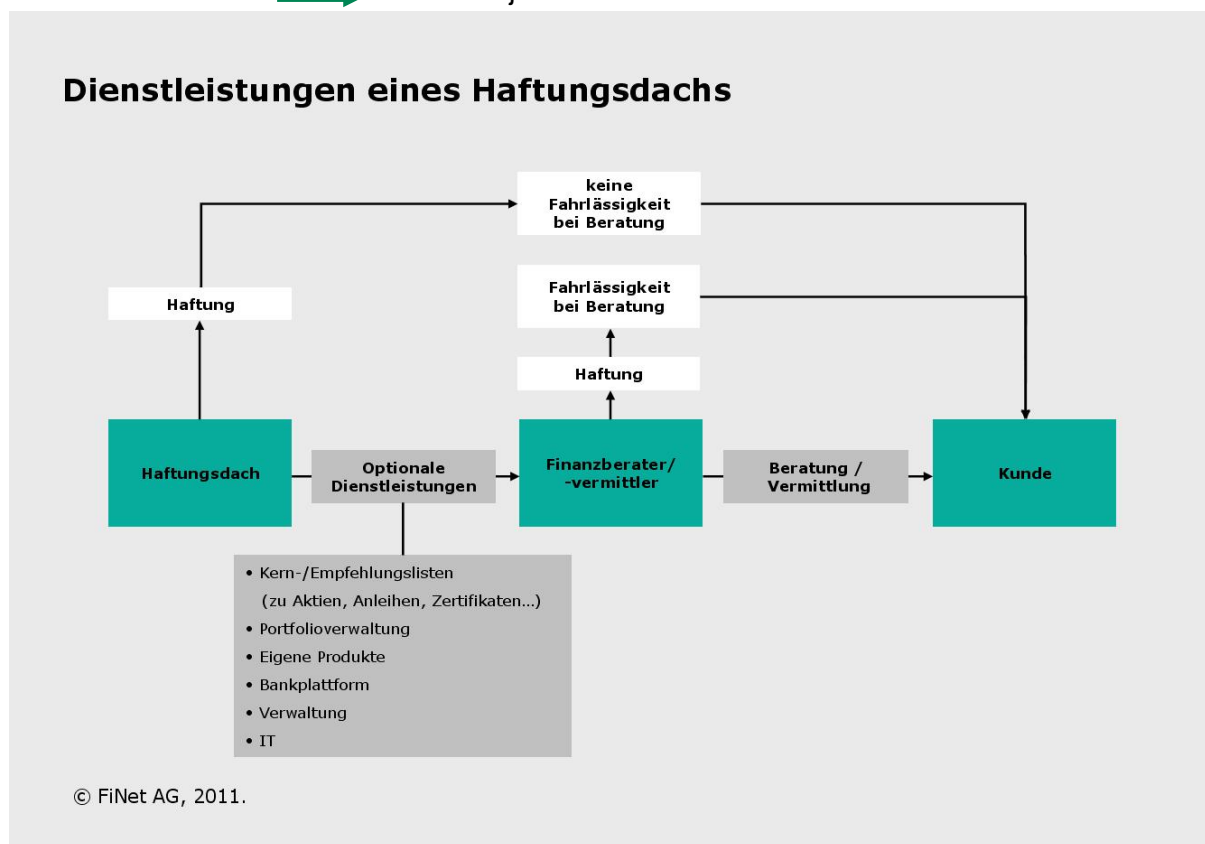 Dienstleistungen eines Haftungsdachs
keine
Fahrlässigkeit
bei Beratung
Fahrlässigkeit
bei Beratung
Haftung
Haftung
Haftungsdach
Optionale
Dienstleistungen
Finanzberater/
-vermittler
Beratung /
Vermittlung
Kunde
• Kern-/Empfehlungslisten
(zu Aktien, Anleihen, Zertifikaten...)
• Portfolioverwaltung
• Eigene Produkte
• Bankplattform
• Verwaltung
• IT
© FiNet AG, 2011.